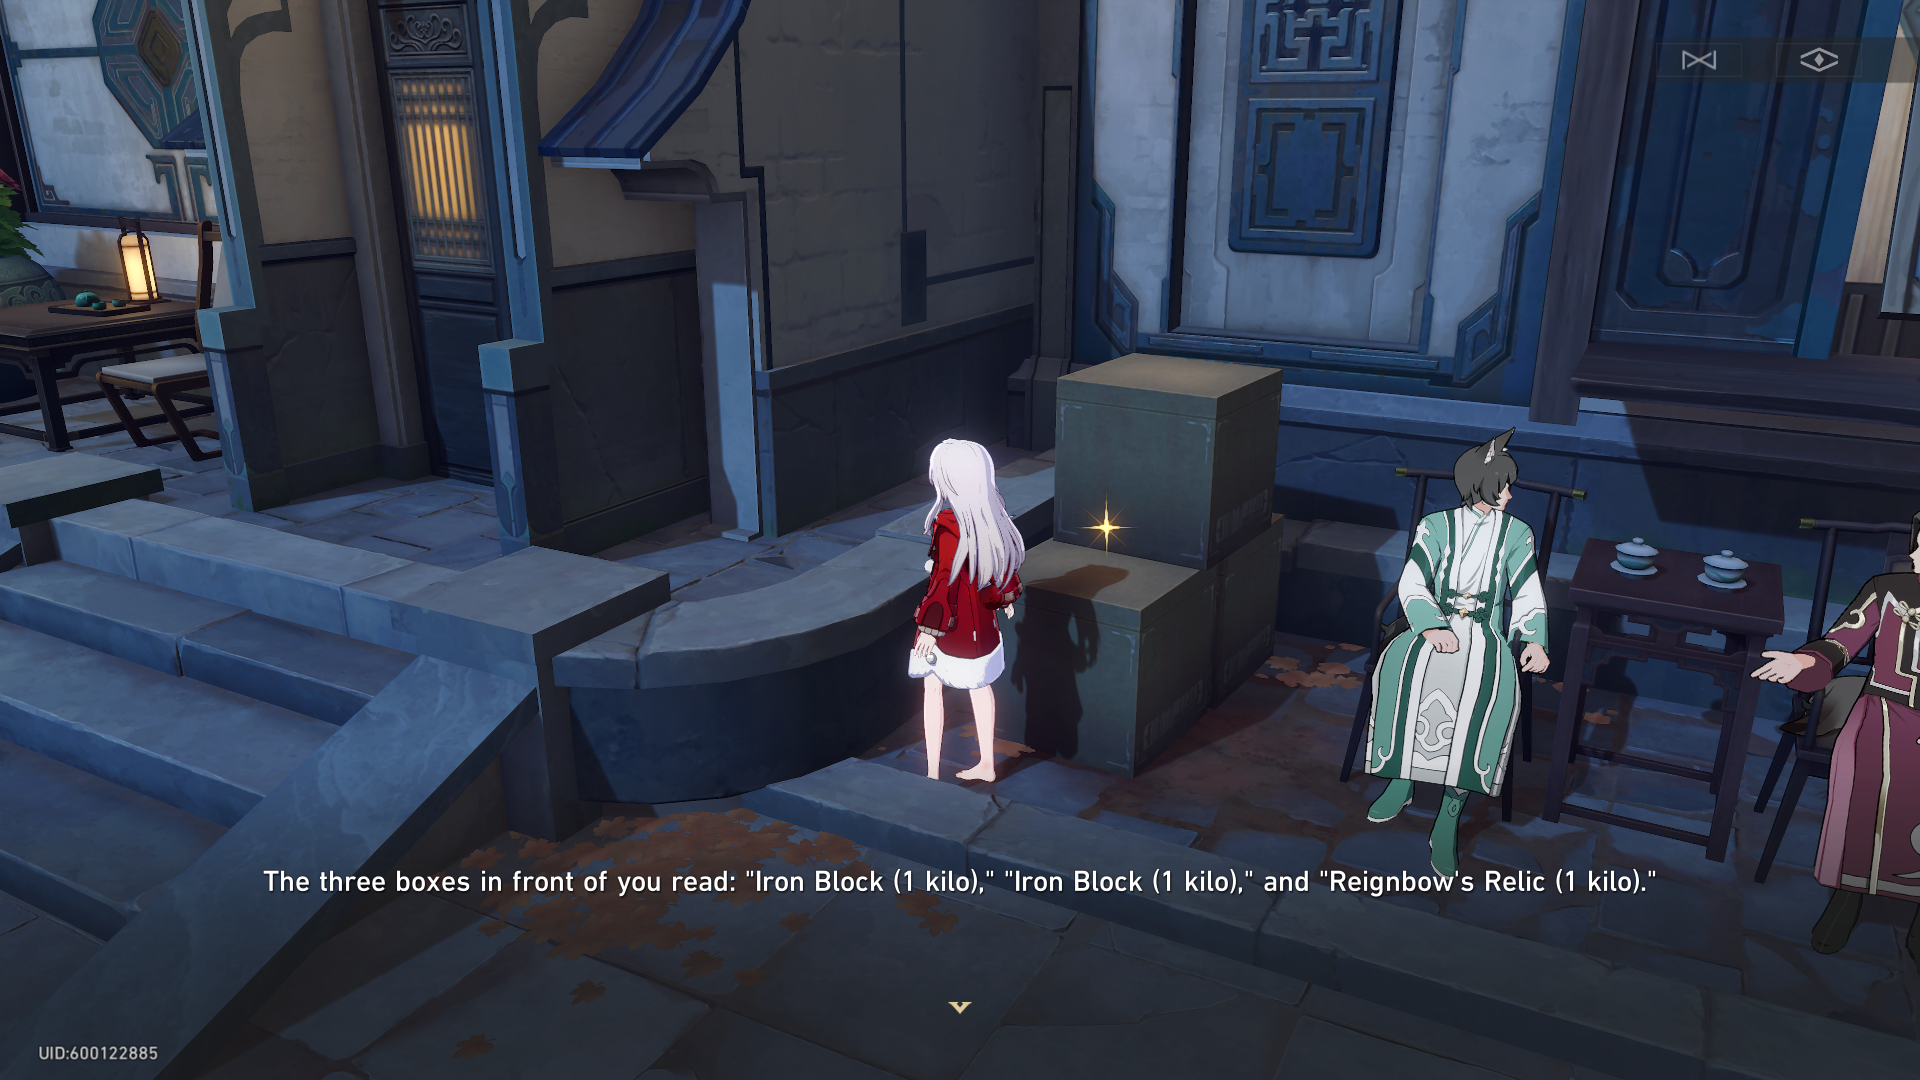 The three boxes in front of you read: "Iron Block (1 kilo)," "Iron Block (1 kilo)," and "Reignbow's Relic (1 kilo)."
UID:600122885